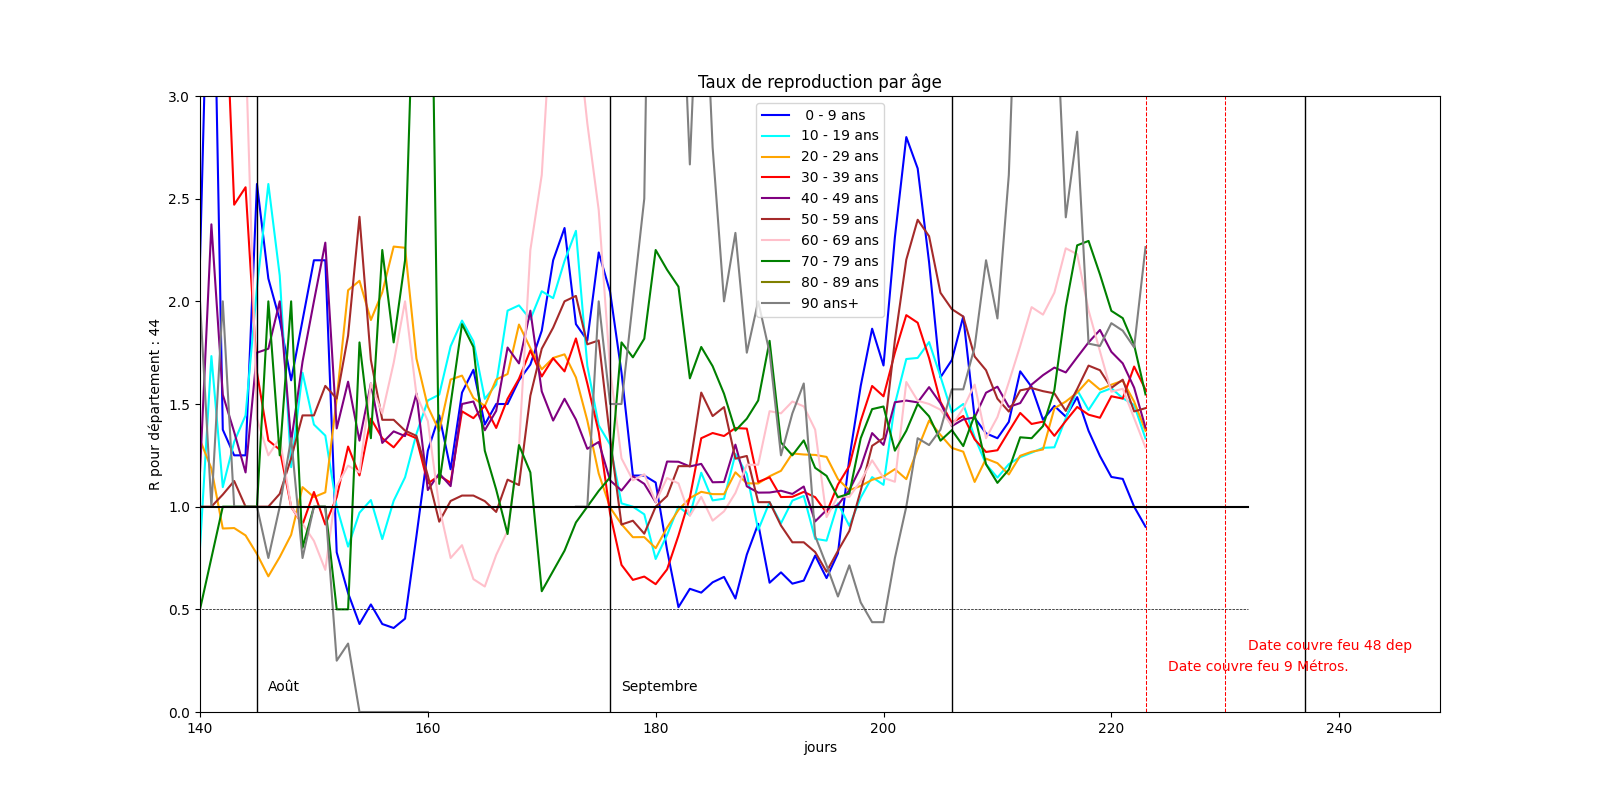 Taux de reproduction par âge
R pour département : 44
3.0
2.5
2.0
1.5
1.0
0.5
0.0
0 - 9 ans
10 - 19 ans
20 - 29 ans
30 - 39 ans
40 - 49 ans
50 - 59 ans
60 - 69 ans
70 - 79 ans
80 - 89 ans
90 ans+
Date couvre feu 48 dep
Date couvre feu 9 Métros.
Août
Septembre
140
160
180
200
220
240
jours